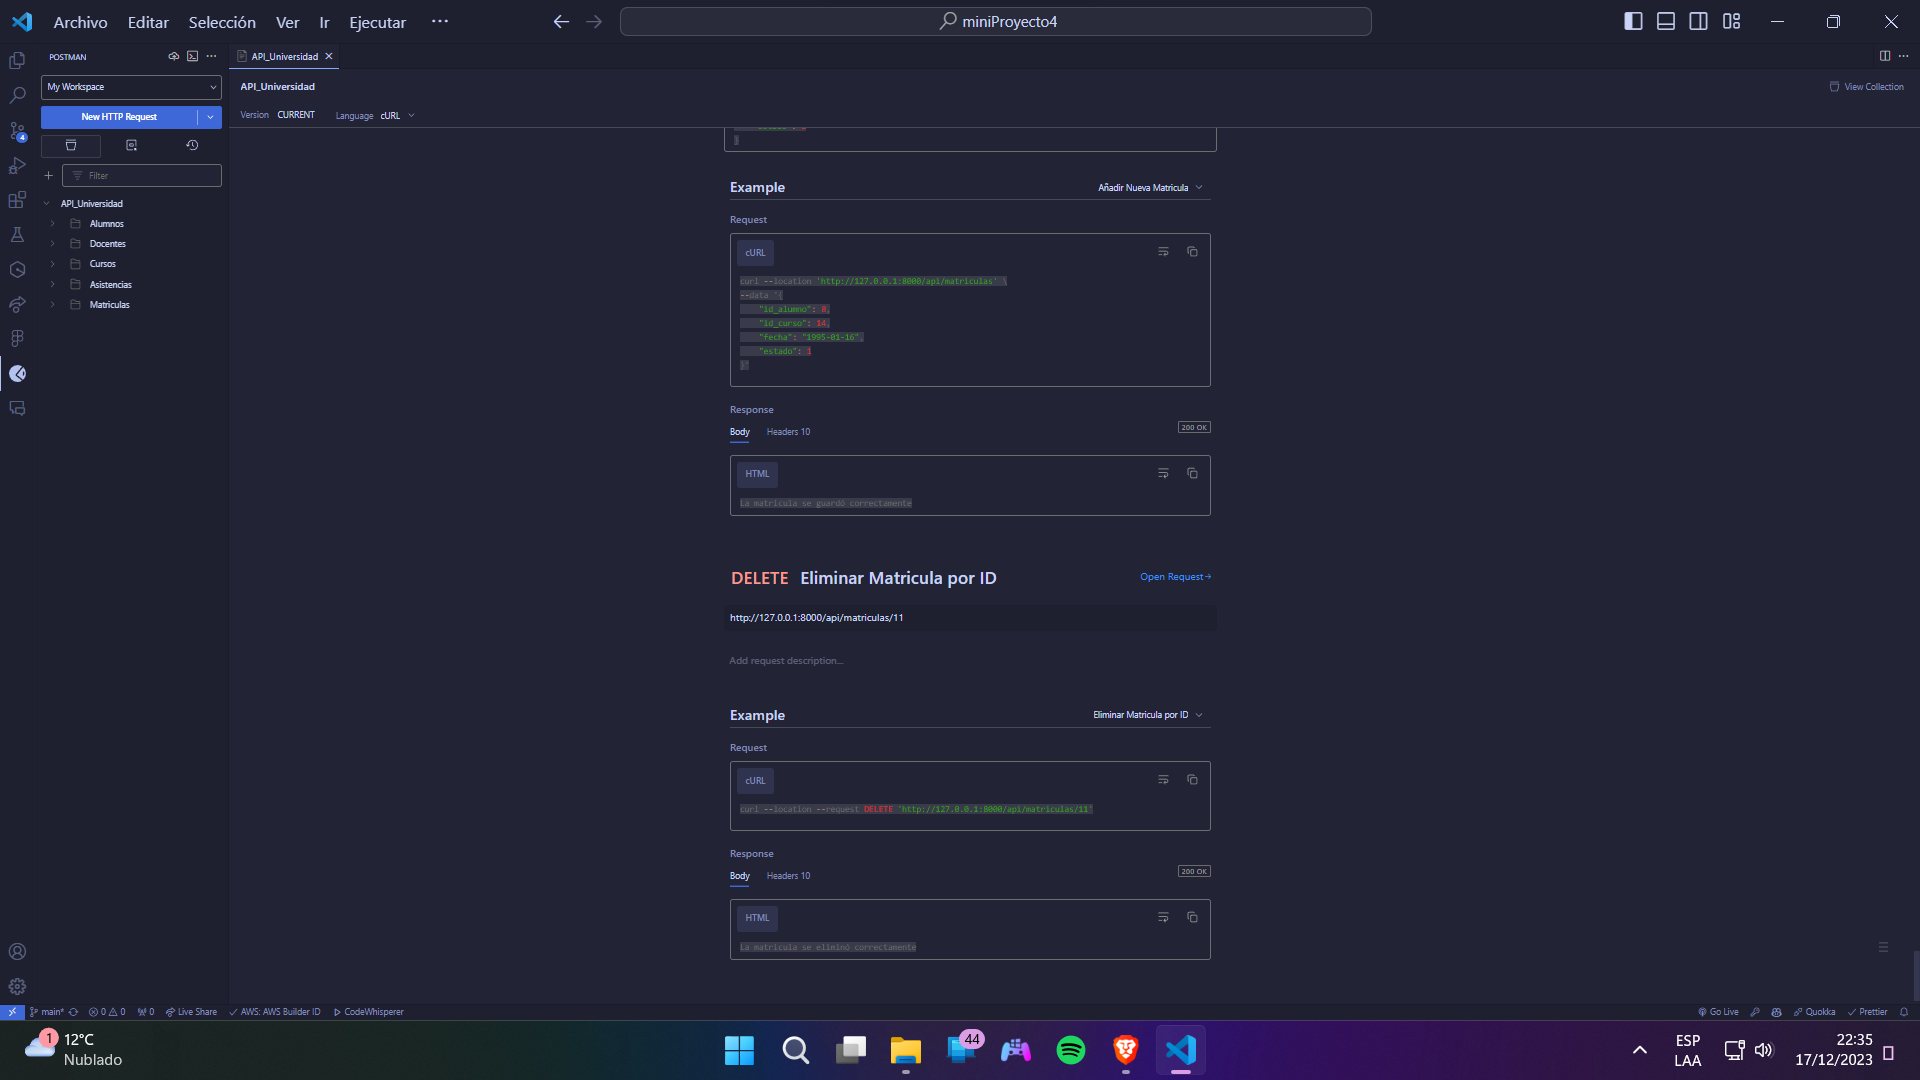 Archivo Editar Selección Ver Ir Ejecutar ···
miniProyecto4
POSTMAN
API_Universidad
My Workspace
API_Universidad
View Collection
New HTTP Request
Version CURRENT Language cURL
4
Filter
API_Universidad
Alumnos
Docentes
Cursos
Asistencias
Matriculas
}
Example
Añadir Nueva Matricula
Request
cURL
curl --location 'http://127.0.0.1:8000/api/matriculas' \
--data '{
"id_alumno": 8,
"id_curso": 14,
"fecha": "1995-01-16",
"estado": 1
}'
Response
Body Headers 10
200 OK
HTML
La matricula se guardó correctamente
DELETE Eliminar Matricula por ID
Open Request→
http://127.0.0.1:8000/api/matriculas/11
Add request description...
Example
Eliminar Matricula por ID
Request
cURL
curl --location --request DELETE 'http://127.0.0.1:8000/api/matriculas/11'
Response
Body Headers 10
200 OK
HTML
La matricula se eliminó correctamente
main* 0 0 0 Live Share AWS: AWS Builder ID CodeWhisperer
Go Live Quokka Prettier
1
12°C
Nublado
44
ESP
LAA
22:35
17/12/2023